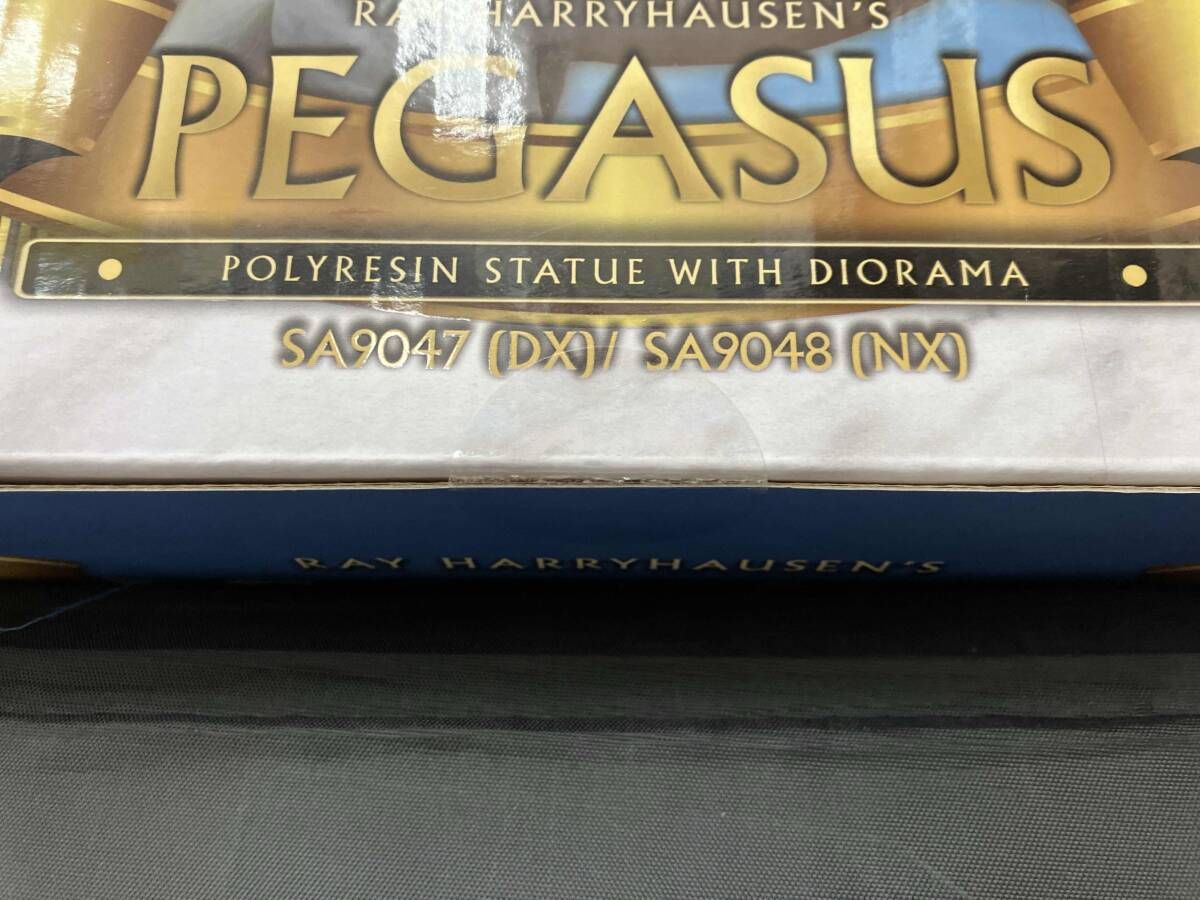 RAY HARRYHAUSEN'S
PEGASUS
POLYRESIN STATUE WITH DIORAMA
SA9047 (DX)/ SA9048 (NX)
RAY HARRYHAUSEN'S